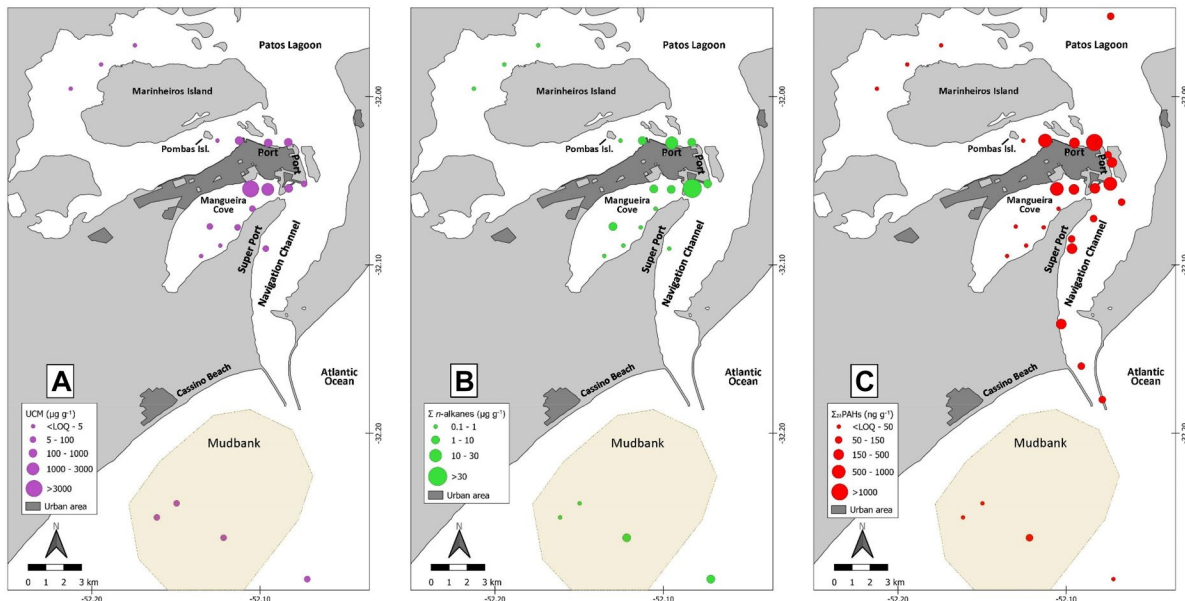 Patos Lagoon
Marinheiros Island
Pombas Isl.
Port
Port
Mangueira
Cove
Super Port
Navigation Channel
Cassino Beach
Atlantic
Ocean
Mudbank
A
UCM (µg g⁻¹)
<LOQ - 5
5 - 100
100 - 1000
1000 - 3000
>3000
Urban area
N
0 1 2 3 km
-52.20
-52.10
-32.00
-32.10
-32.20
Patos Lagoon
Marinheiros Island
Pombas Isl.
Port
Port
Mangueira
Cove
Super Port
Navigation Channel
Cassino Beach
Atlantic
Ocean
Mudbank
B
Σ n-alkanes (µg g⁻¹)
0.1 - 1
1 - 10
10 - 30
>30
Urban area
N
0 1 2 3 km
-52.20
-52.10
-32.00
-32.10
-32.20
Patos Lagoon
Marinheiros Island
Pombas Isl.
Port
Port
Mangueira
Cove
Super Port
Navigation Channel
Cassino Beach
Atlantic
Ocean
Mudbank
C
PAHs (ng g⁻¹)
<LOQ - 50
50 - 150
150 - 500
500 - 1000
>1000
Urban area
N
0 1 2 3 km
-52.20
-52.10
-32.00
-32.10
-32.20